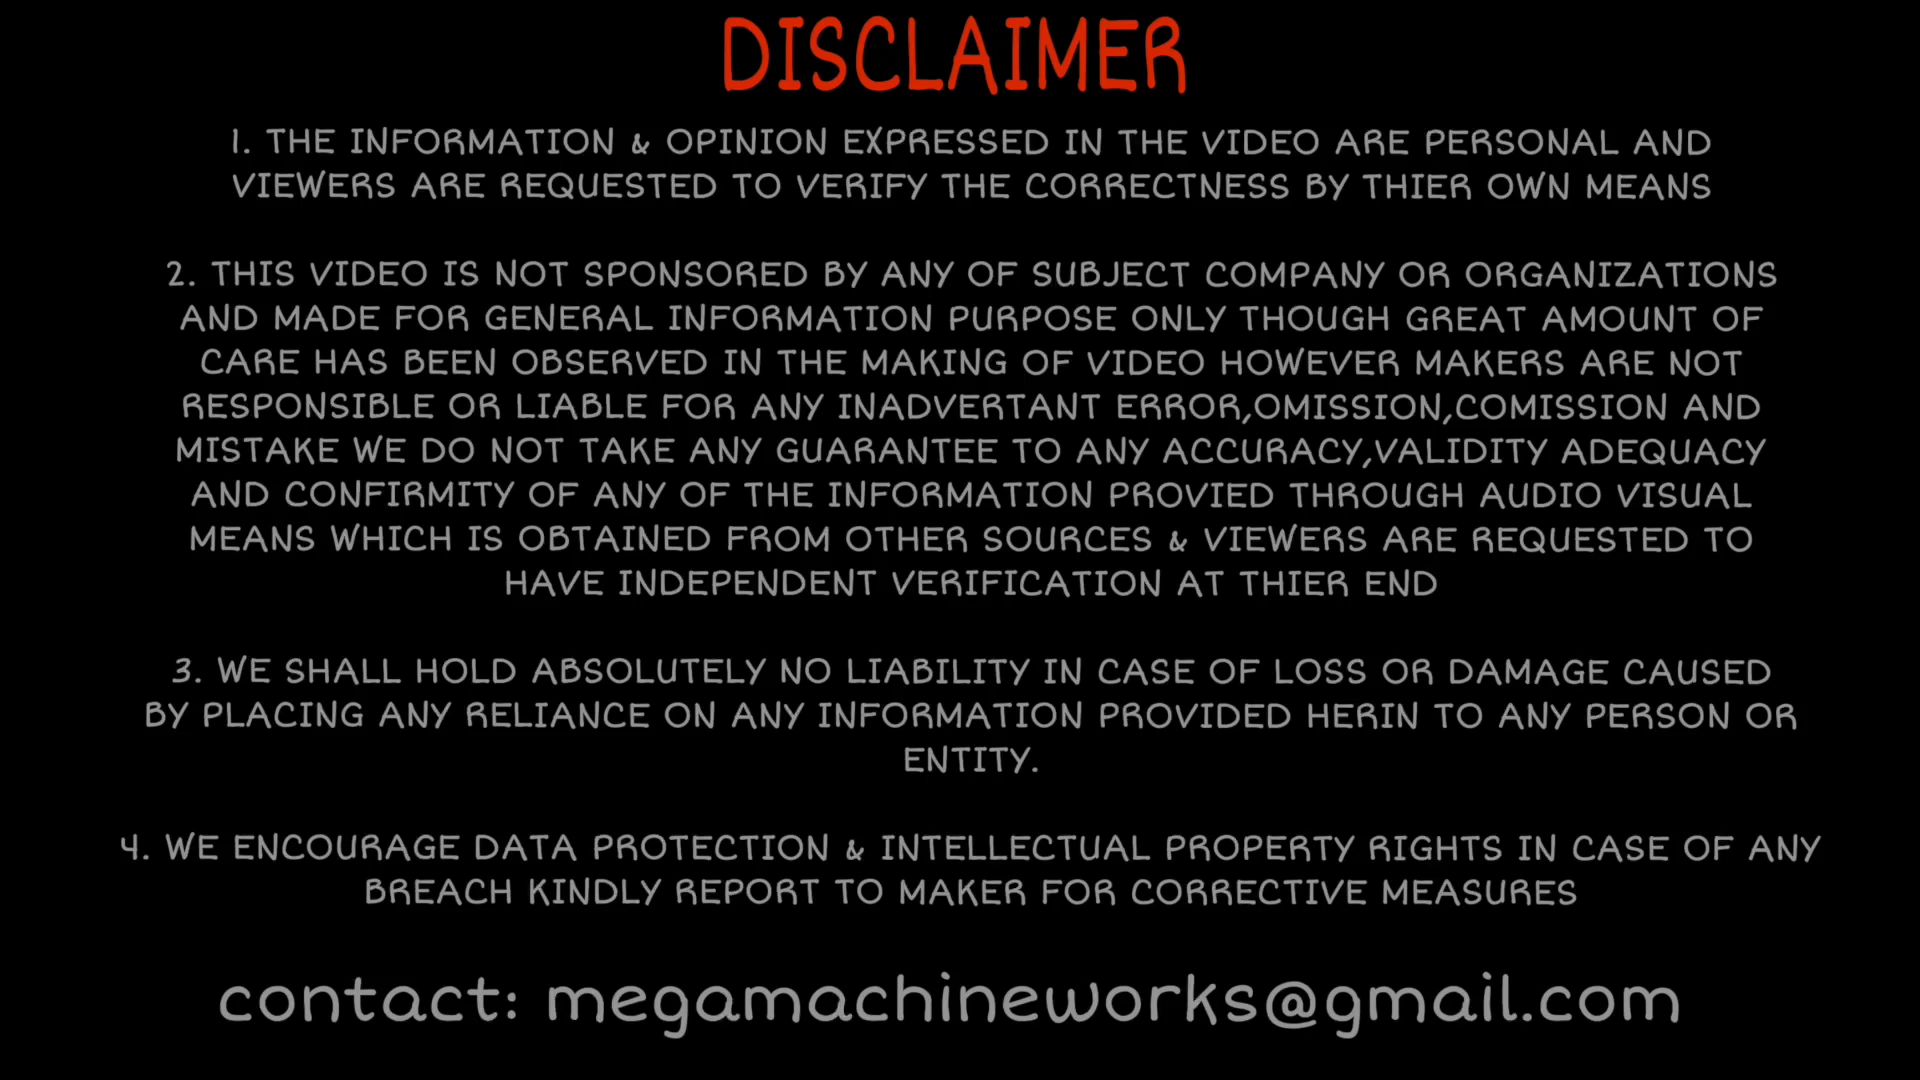 DISCLAIMER
1. THE INFORMATION & OPINION EXPRESSED IN THE VIDEO ARE PERSONAL AND
VIEWERS ARE REQUESTED TO VERIFY THE CORRECTNESS BY THIER OWN MEANS
2. THIS VIDEO IS NOT SPONSORED BY ANY OF SUBJECT COMPANY OR ORGANIZATIONS
AND MADE FOR GENERAL INFORMATION PURPOSE ONLY THOUGH GREAT AMOUNT OF
CARE HAS BEEN OBSERVED IN THE MAKING OF VIDEO HOWEVER MAKERS ARE NOT
RESPONSIBLE OR LIABLE FOR ANY INADVERTANT ERROR,OMISSION,COMISSION AND
MISTAKE WE DO NOT TAKE ANY GUARANTEE TO ANY ACCURACY,VALIDITY ADEQUACY
AND CONFIRMITY OF ANY OF THE INFORMATION PROVIED THROUGH AUDIO VISUAL
MEANS WHICH IS OBTAINED FROM OTHER SOURCES & VIEWERS ARE REQUESTED TO
HAVE INDEPENDENT VERIFICATION AT THIER END
3. WE SHALL HOLD ABSOLUTELY NO LIABILITY IN CASE OF LOSS OR DAMAGE CAUSED
BY PLACING ANY RELIANCE ON ANY INFORMATION PROVIDED HERIN TO ANY PERSON OR
ENTITY.
4. WE ENCOURAGE DATA PROTECTION & INTELLECTUAL PROPERTY RIGHTS IN CASE OF ANY
BREACH KINDLY REPORT TO MAKER FOR CORRECTIVE MEASURES
contact: megamachineworks@gmail.com